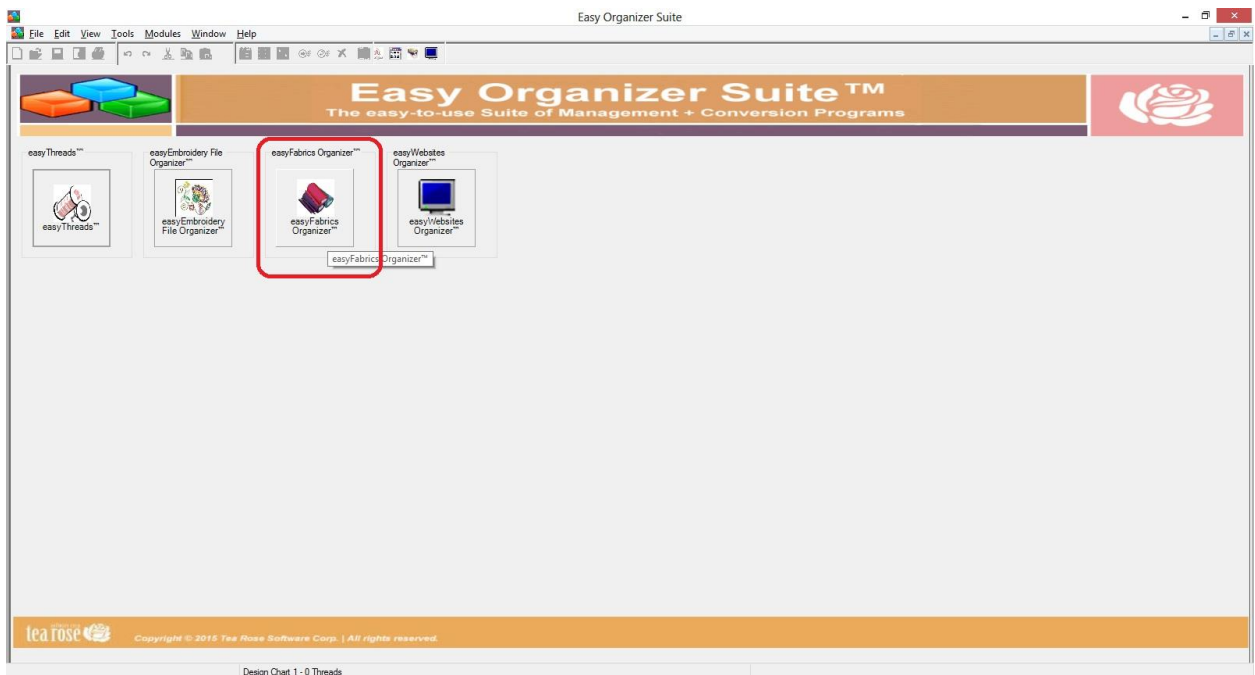 Easy Organizer Suite
File Edit View Tools Modules Window Help
Easy Organizer Suite™
The easy-to-use Suite of Management + Conversion Programs
easyThreads™
easyEmbroidery File
Organizer™
easyFabrics Organizer™
easyWebsites
Organizer™
easyThreads™
easyEmbroidery
File Organizer™
easyFabrics
Organizer™
easyWebsites
Organizer™
easyFabrics Organizer™
tea rose
Copyright © 2015 Tea Rose Software Corp. | All rights reserved.
Design Chart 1 - 0 Threads